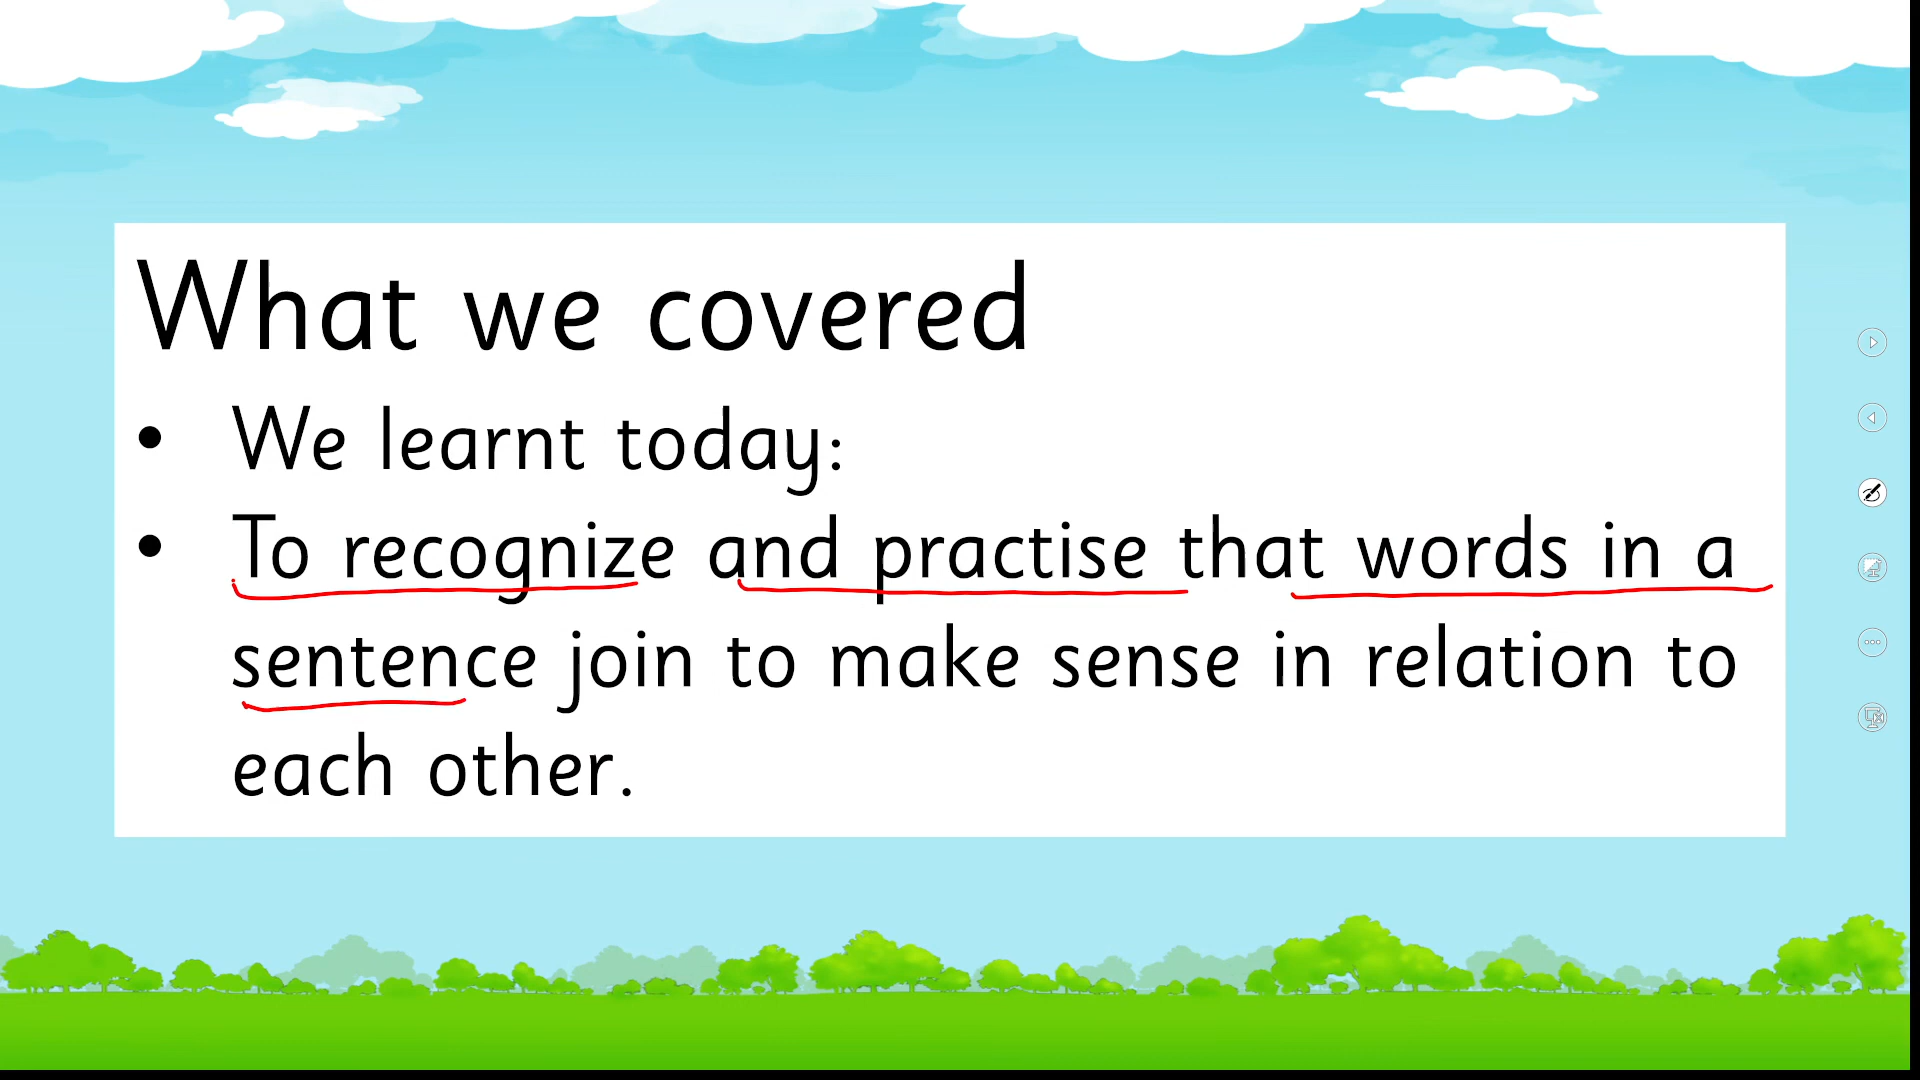 What we covered
• We learnt today:
• To recognize and practise that words in a
sentence join to make sense in relation to
each other.